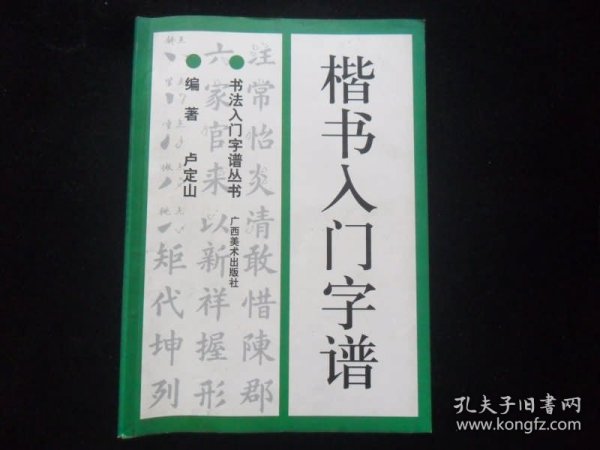 楷书入门字谱
书法入门字谱丛书
广西美术出版社
编著 卢定山
注常怡炎清敢惜陳郡
六家官来以新祥握形
矩代坤列
孔夫子旧书网
www.kongfz.com